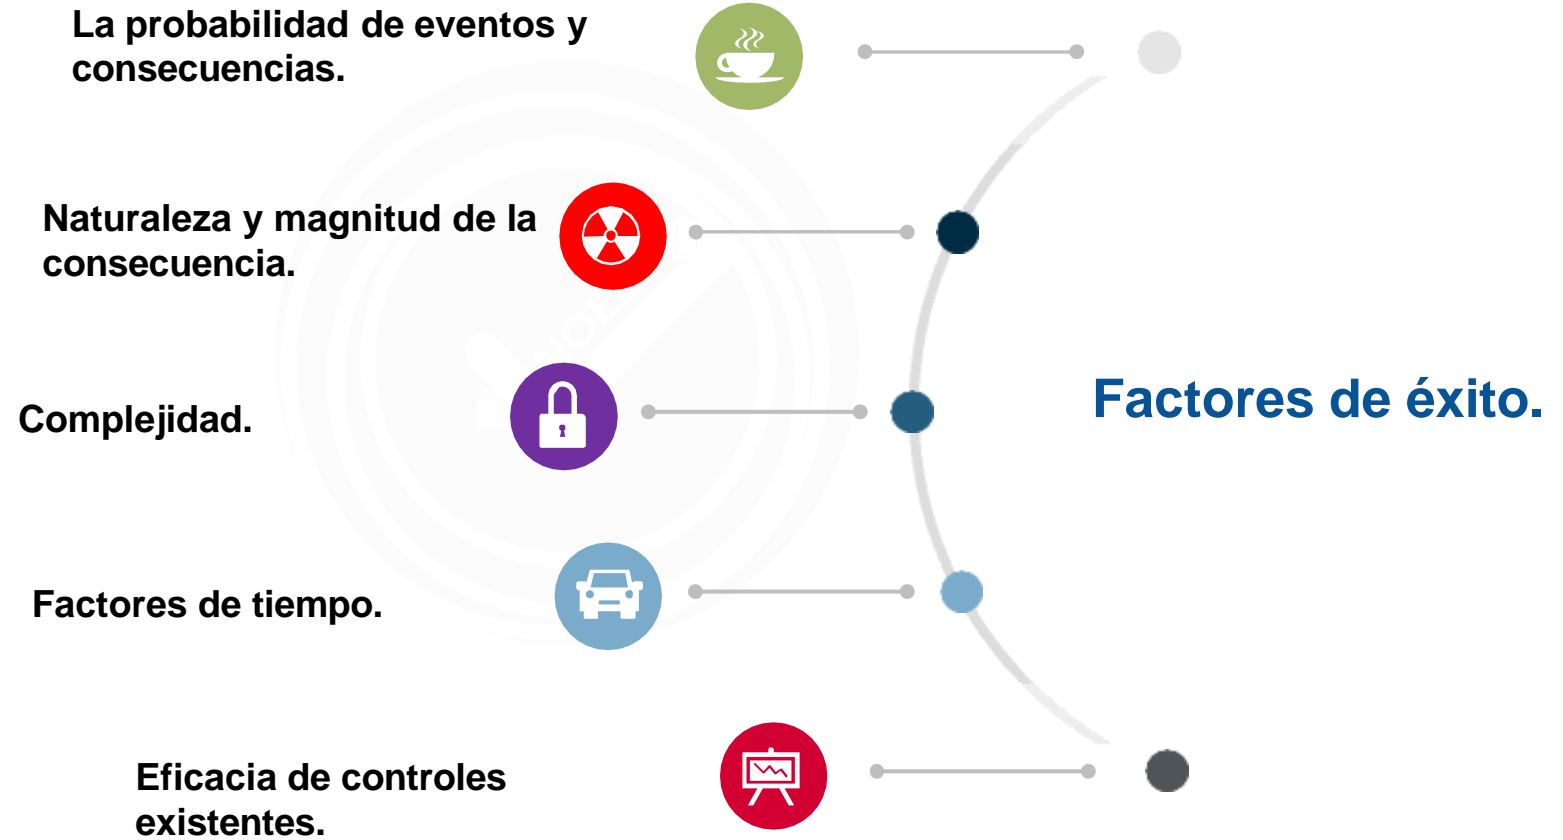 La probabilidad de eventos y
consecuencias.
Naturaleza y magnitud de la
consecuencia.
Complejidad.
Factores de éxito.
Factores de tiempo.
Eficacia de controles
existentes.